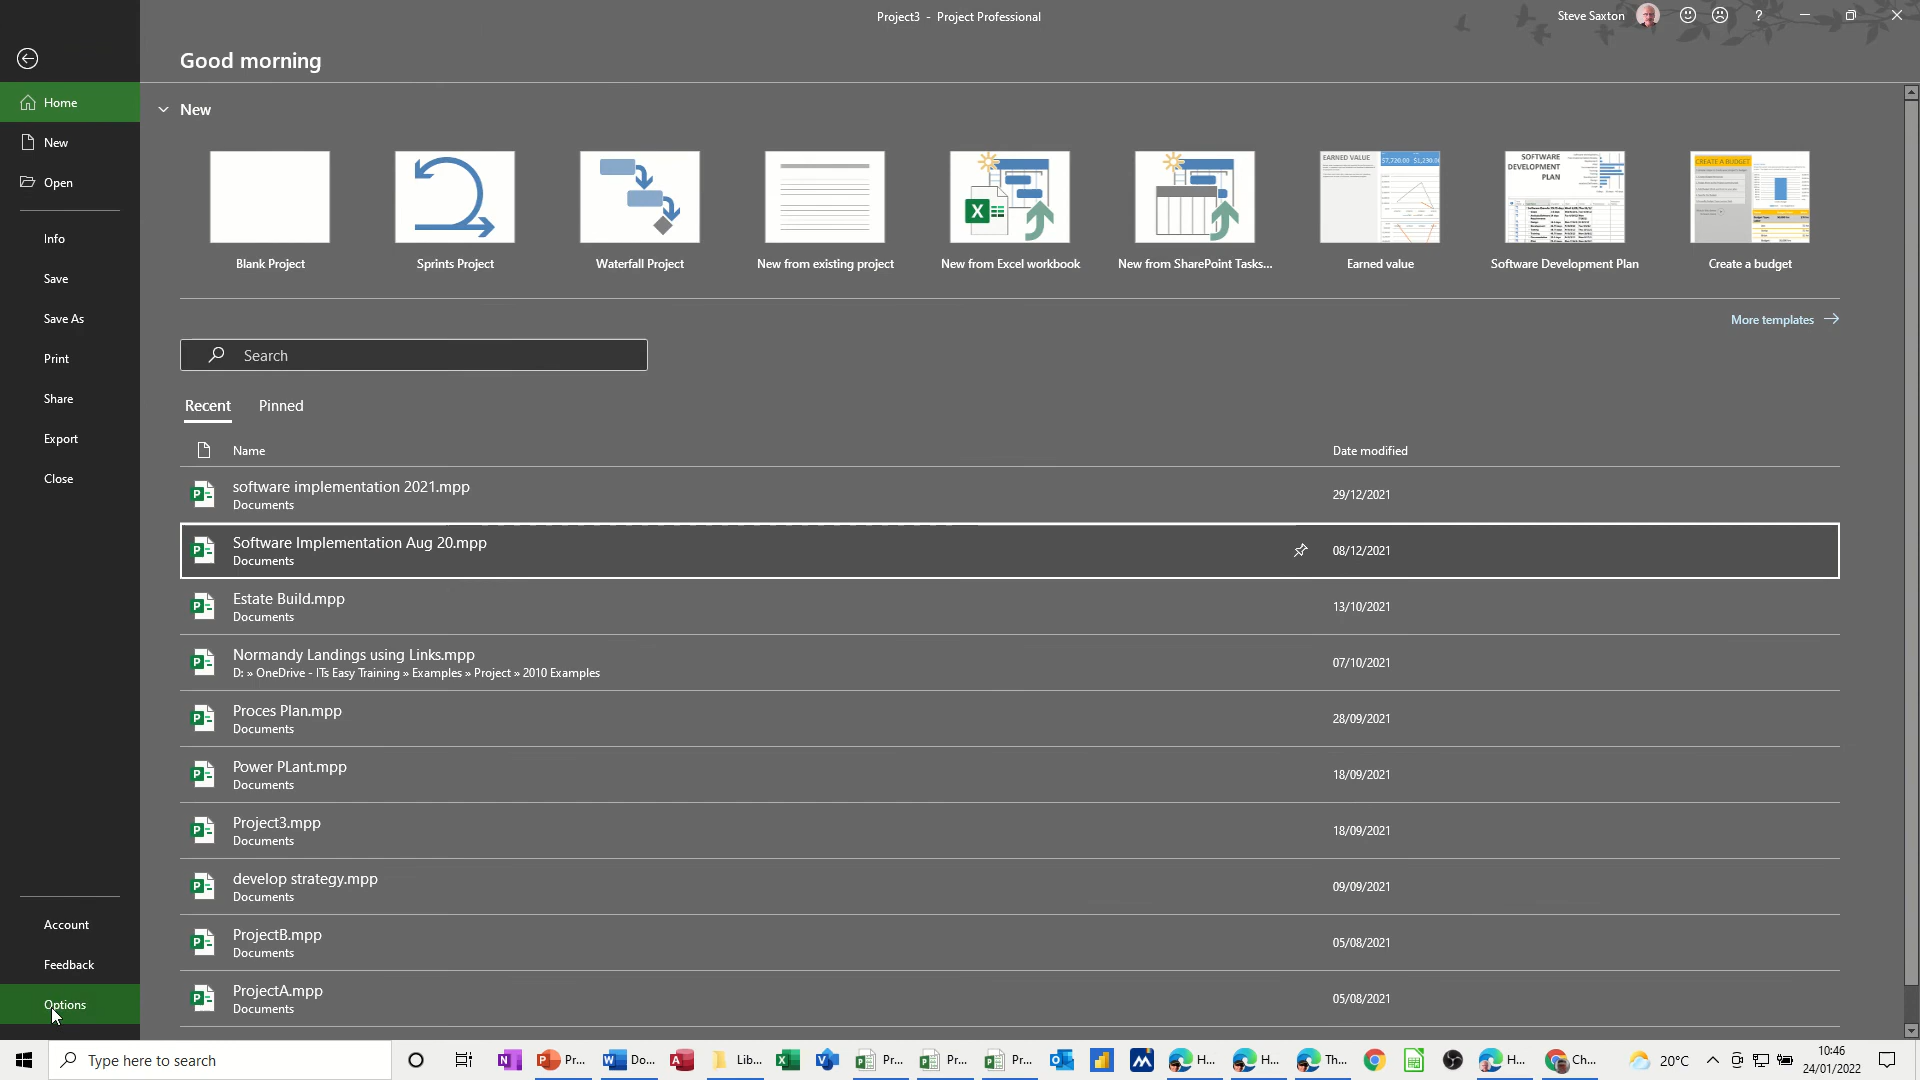 Project3 - Project Professional
Steve Saxton
?
Good morning
Home
New
Open
Info
Save
Save As
Print
Share
Export
Close
Account
Feedback
Options
New
EARNED VALUE
SOFTWARE
DEVELOPMENT
PLAN
CREATE A BUDGET
Blank Project
Sprints Project
Waterfall Project
New from existing project
New from Excel workbook
New from SharePoint Tasks...
Earned value
Software Development Plan
Create a budget
More templates
Search
Recent Pinned
Name Date modified
software implementation 2021.mpp
Documents
29/12/2021
Software Implementation Aug 20.mpp
Documents
08/12/2021
Estate Build.mpp
Documents
13/10/2021
Normandy Landings using Links.mpp
D: » OneDrive - ITs Easy Training » Examples » Project » 2010 Examples
07/10/2021
Proces Plan.mpp
Documents
28/09/2021
Power PLant.mpp
Documents
18/09/2021
Project3.mpp
Documents
18/09/2021
develop strategy.mpp
Documents
09/09/2021
ProjectB.mpp
Documents
05/08/2021
ProjectA.mpp
Documents
05/08/2021
Type here to search
Pr...
Do...
Lib...
Pr...
Pr...
Pr...
H...
H...
Th...
H...
Ch...
20°C
10:46
24/01/2022